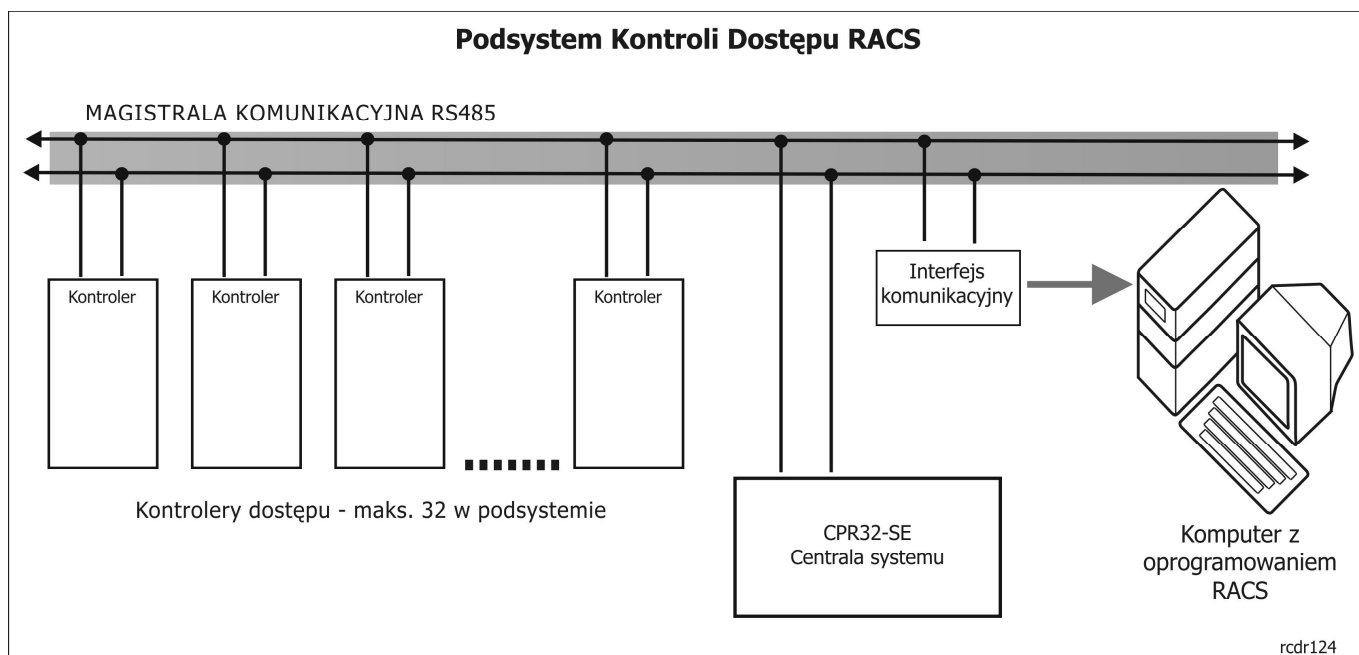 Podsystem Kontroli Dostępu RACS
MAGISTRALA KOMUNIKACYJNA RS485
Kontroler
Kontroler
Kontroler
Kontroler
Interfejs
komunikacyjny
Kontrolery dostępu - maks. 32 w podsystemie
CPR32-SE
Centrala systemu
Komputer z
oprogramowaniem
RACS
rcdr124